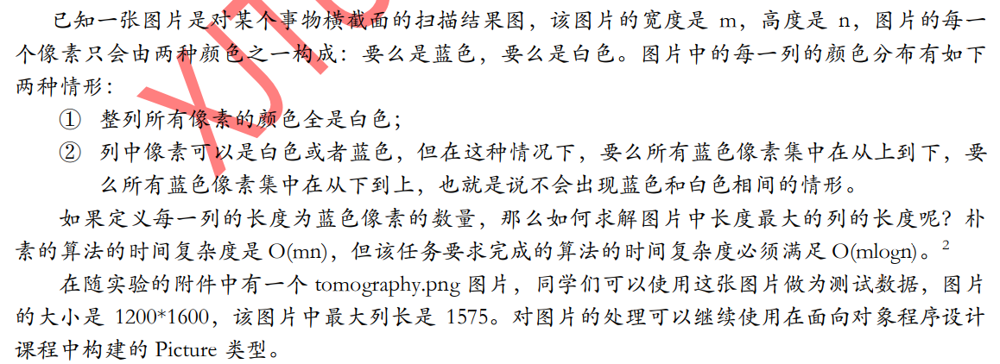 已知一张图片是对某个事物横截面的扫描结果图，该图片的宽度是 m，高度是 n，图片的每一
个像素只会由两种颜色之一构成：要么是蓝色，要么是白色。图片中的每一列的颜色分布有如下
两种情形：
① 整列所有像素的颜色全是白色；
② 列中像素可以是白色或者蓝色，但在这种情况下，要么所有蓝色像素集中在从上到下，要
么所有蓝色像素集中在从下到上，也就是说不会出现蓝色和白色相间的情形。
如果定义每一列的长度为蓝色像素的数量，那么如何求解图片中长度最大的列的长度呢？朴
素的算法的时间复杂度是 O(mn)，但该任务要求完成的算法的时间复杂度必须满足 O(mlogn)。2
在随实验的附件中有一个 tomography.png 图片，同学们可以使用这张图片做为测试数据，图片
的大小是 1200*1600，该图片中最大列长是 1575。对图片的处理可以继续使用在面向对象程序设计
课程中构建的 Picture 类型。